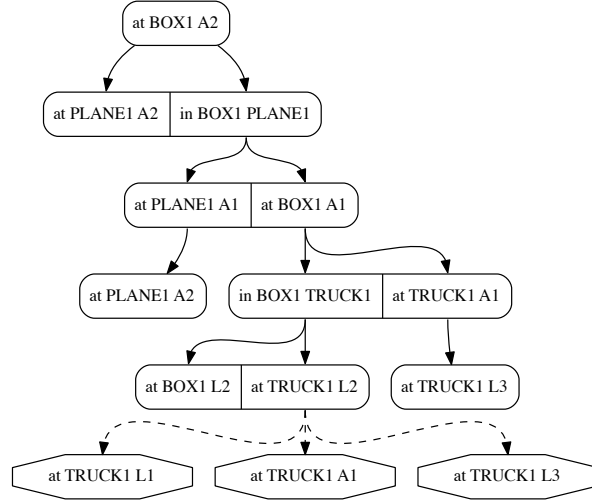 at BOX1 A2
at PLANE1 A2 in BOX1 PLANE1
at PLANE1 A1 at BOX1 A1
at PLANE1 A2 in BOX1 TRUCK1 at TRUCK1 A1
at BOX1 L2 at TRUCK1 L2 at TRUCK1 L3
at TRUCK1 L1 at TRUCK1 A1 at TRUCK1 L3